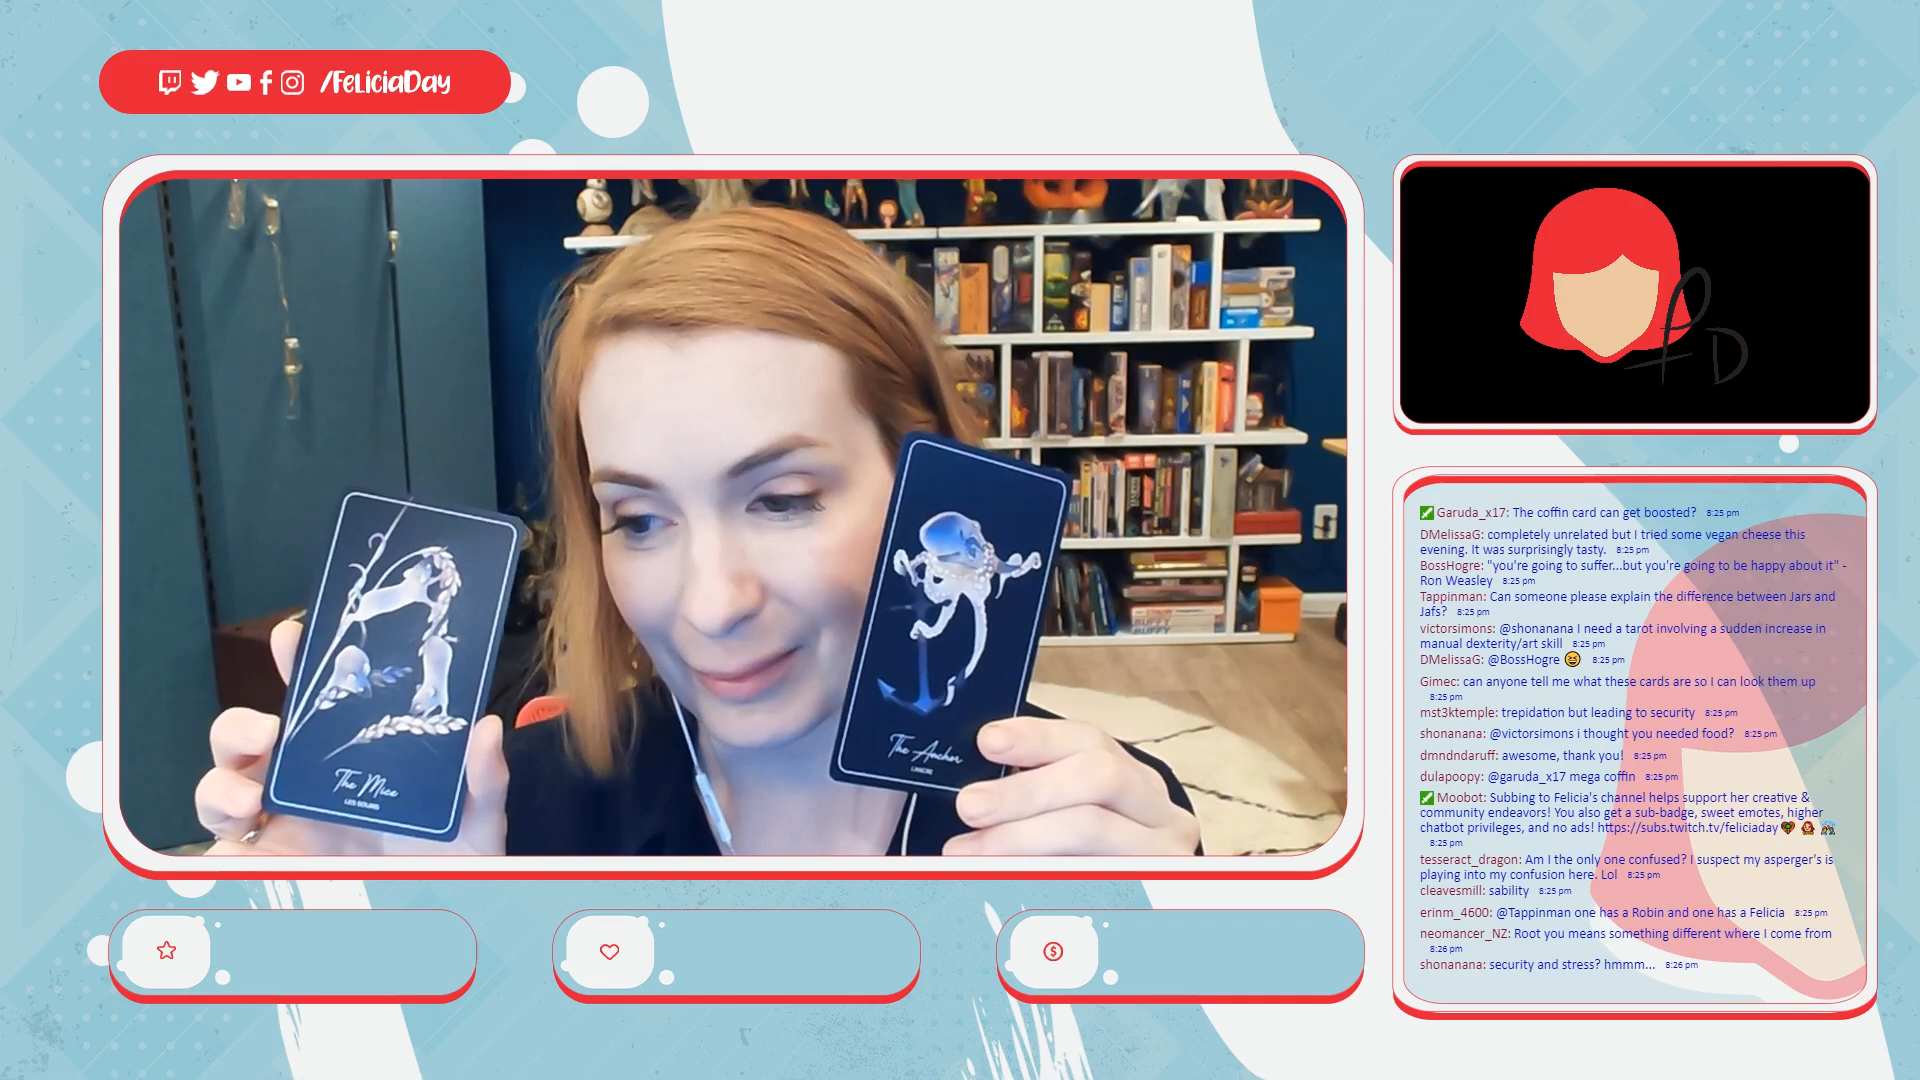 /FeliciaDay
The Mice
LES SOURIS
The Anchor
L'ANCRE
BUFFY
BUFFY
FD
Garuda_x17: The coffin card can get boosted? 8:25 pm
DMelissaG: completely unrelated but I tried some vegan cheese this
evening. It was surprisingly tasty. 8:25 pm
BossHogre: "you're going to suffer...but you're going to be happy about it" -
Ron Weasley 8:25 pm
Tappinman: Can someone please explain the difference between Jars and
Jafs? 8:25 pm
victorsimons: @shonanana I need a tarot involving a sudden increase in
manual dexterity/art skill 8:25 pm
DMelissaG: @BossHogre 😆 8:25 pm
Gimec: can anyone tell me what these cards are so I can look them up
8:25 pm
mst3ktemple: trepidation but leading to security 8:25 pm
shonanana: @victorsimons i thought you needed food? 8:25 pm
dmndndaruff: awesome, thank you! 8:25 pm
dulapoopy: @garuda_x17 mega coffin 8:25 pm
Moobot: Subbing to Felicia's channel helps support her creative &
community endeavors! You also get a sub-badge, sweet emotes, higher
chatbot privileges, and no ads! https://subs.twitch.tv/feliciaday
8:25 pm
tesseract_dragon: Am I the only one confused? I suspect my asperger's is
playing into my confusion here. Lol 8:25 pm
cleavesmill: sability 8:25 pm
erinm_4600: @Tappinman one has a Robin and one has a Felicia 8:25 pm
neomancer_NZ: Root you means something different where I come from
8:26 pm
shonanana: security and stress? hmmm... 8:26 pm